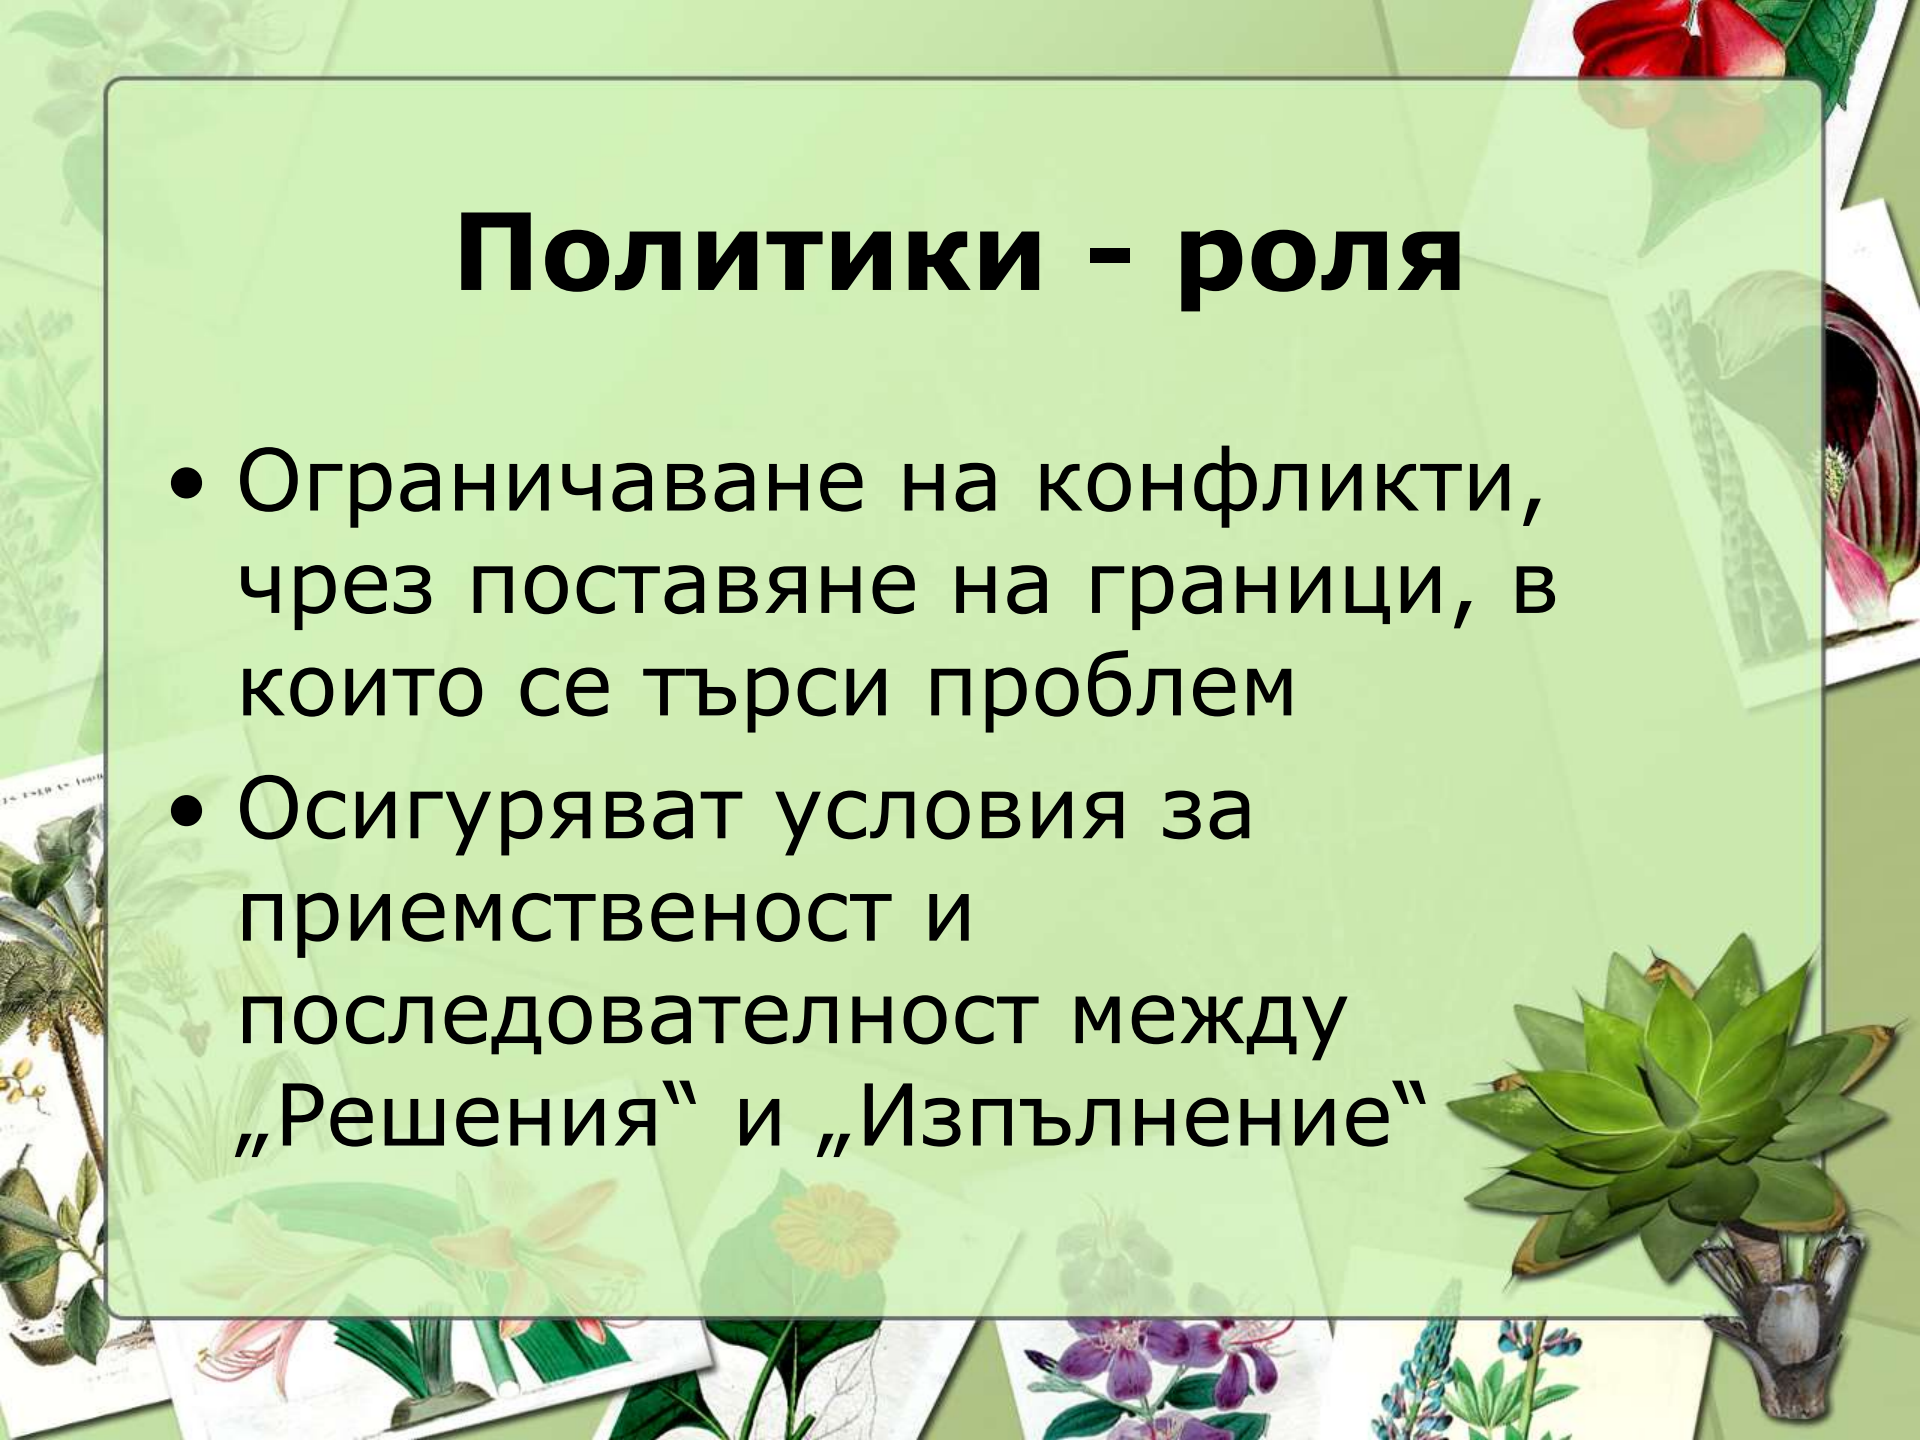 Политики - роля
• Ограничаване на конфликти,
чрез поставяне на граници, в
които се търси проблем
• Осигуряват условия за
приемственост и
последователност между
„Решения“ и „Изпълнение“